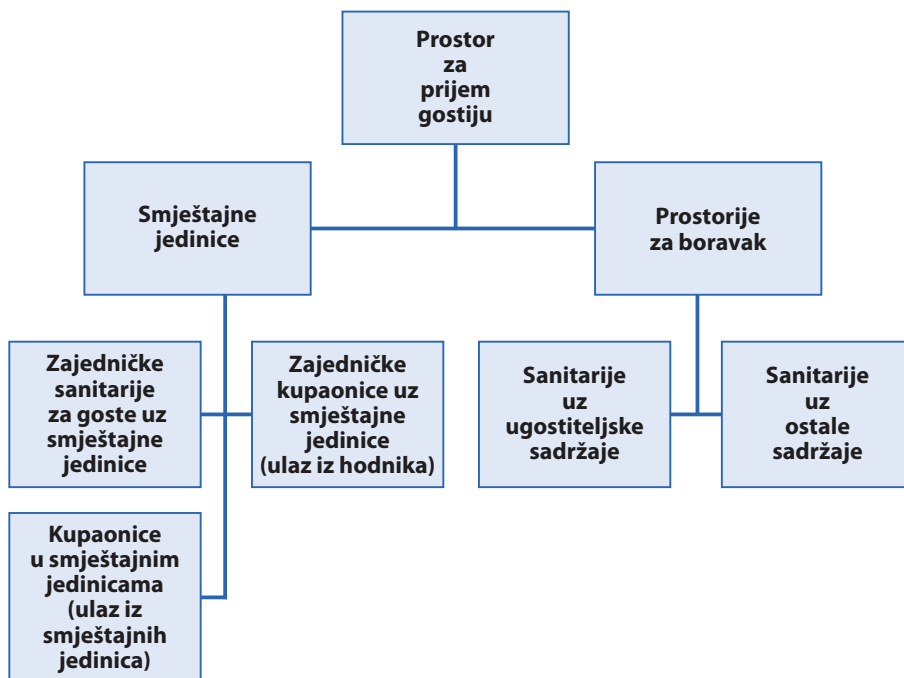 Prostor
za
prijem
gostiju
Smještajne
jedinice
Prostorije
za boravak
Zajedničke
sanitarije
za goste uz
smještajne
jedinice
Zajedničke
kupaonice uz
smještajne
jedinice
(ulaz iz hodnika)
Sanitarije
uz
ugostiteljske
sadržaje
Sanitarije
uz
ostale
sadržaje
Kupaonice
u smještajnim
jedinicama
(ulaz iz
smještajnih
jedinica)